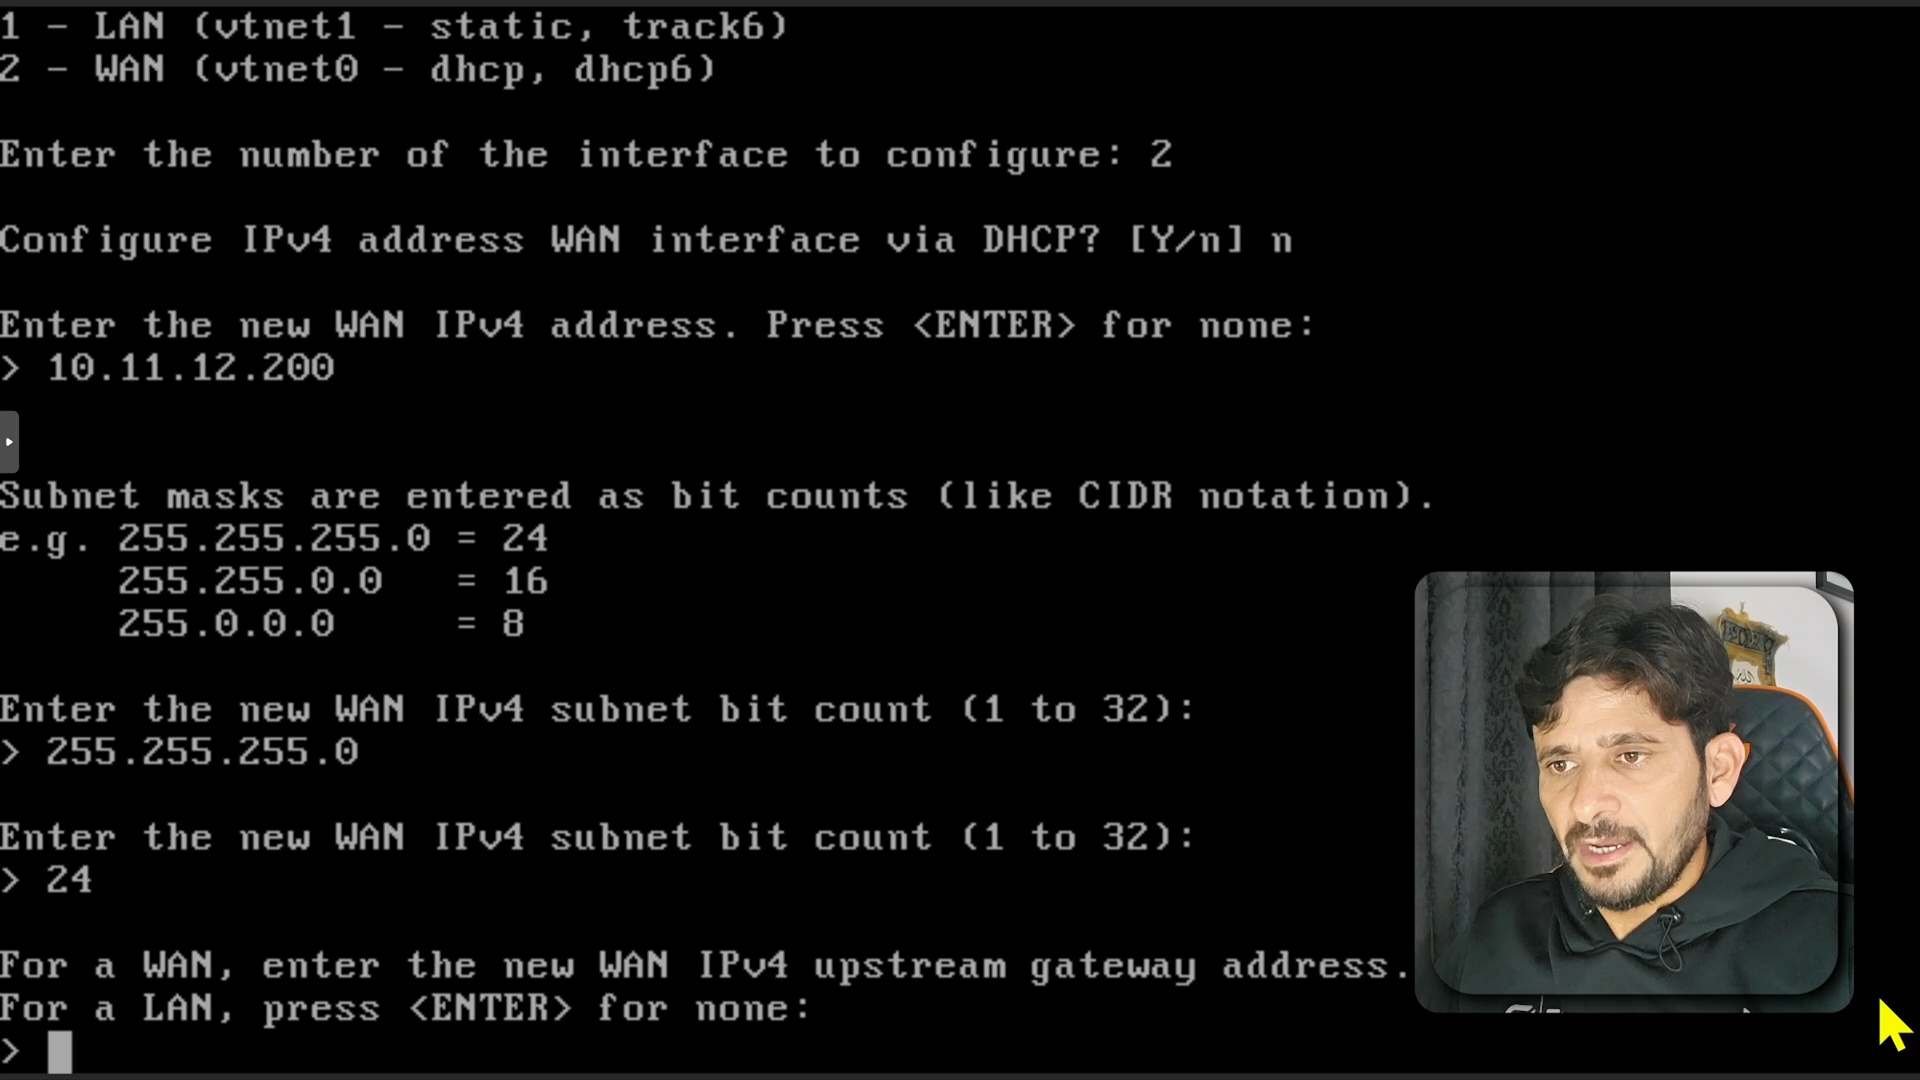 1 - LAN (vtnet1 - static, track6)
2 - WAN (vtnet0 - dhcp, dhcp6)
Enter the number of the interface to configure: 2
Configure IPv4 address WAN interface via DHCP? [Y/n] n
Enter the new WAN IPv4 address. Press <ENTER> for none:
> 10.11.12.200
Subnet masks are entered as bit counts (like CIDR notation).
e.g. 255.255.255.0 = 24
255.255.0.0 = 16
255.0.0.0 = 8
Enter the new WAN IPv4 subnet bit count (1 to 32):
> 255.255.255.0
Enter the new WAN IPv4 subnet bit count (1 to 32):
> 24
For a WAN, enter the new WAN IPv4 upstream gateway address.
For a LAN, press <ENTER> for none:
>